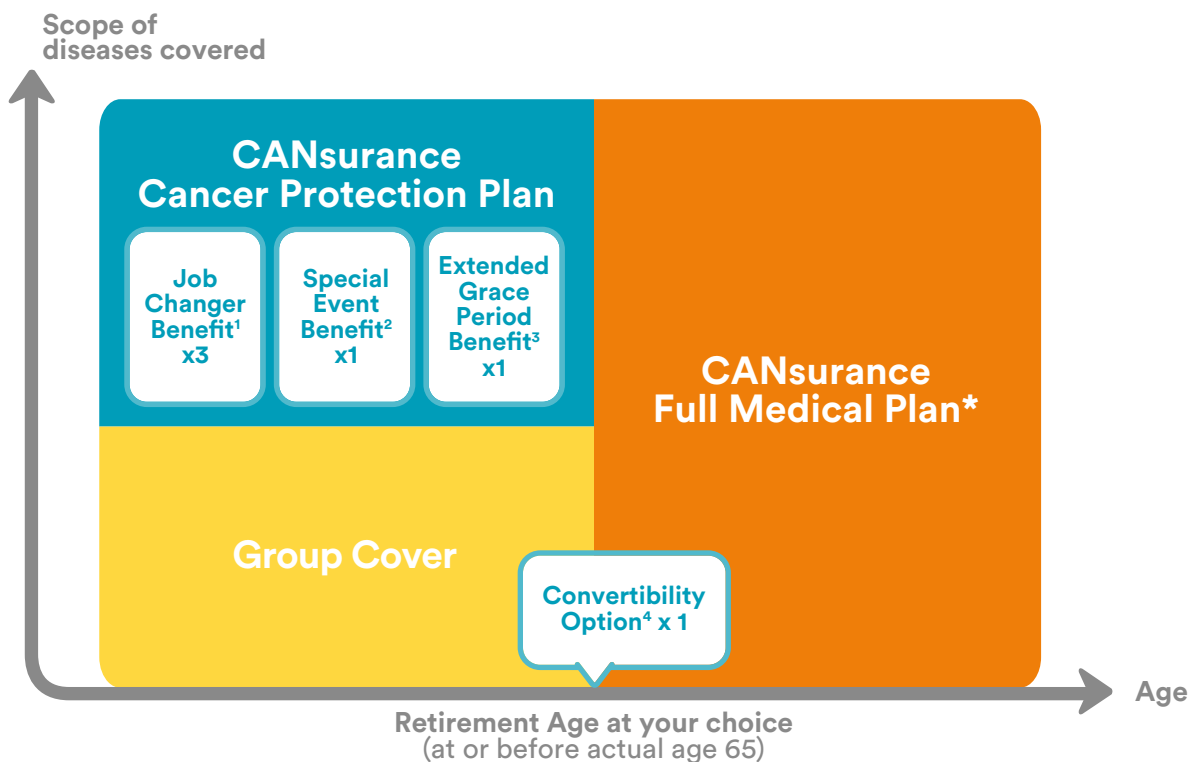 Scope of
diseases covered
CANsurance
Cancer Protection Plan
Job
Changer
Benefit¹
x3
Special
Event
Benefit²
x1
Extended
Grace
Period
Benefit³
x1
CANsurance
Full Medical Plan*
Group Cover
Convertibility
Option⁴ x 1
Age
Retirement Age at your choice
(at or before actual age 65)